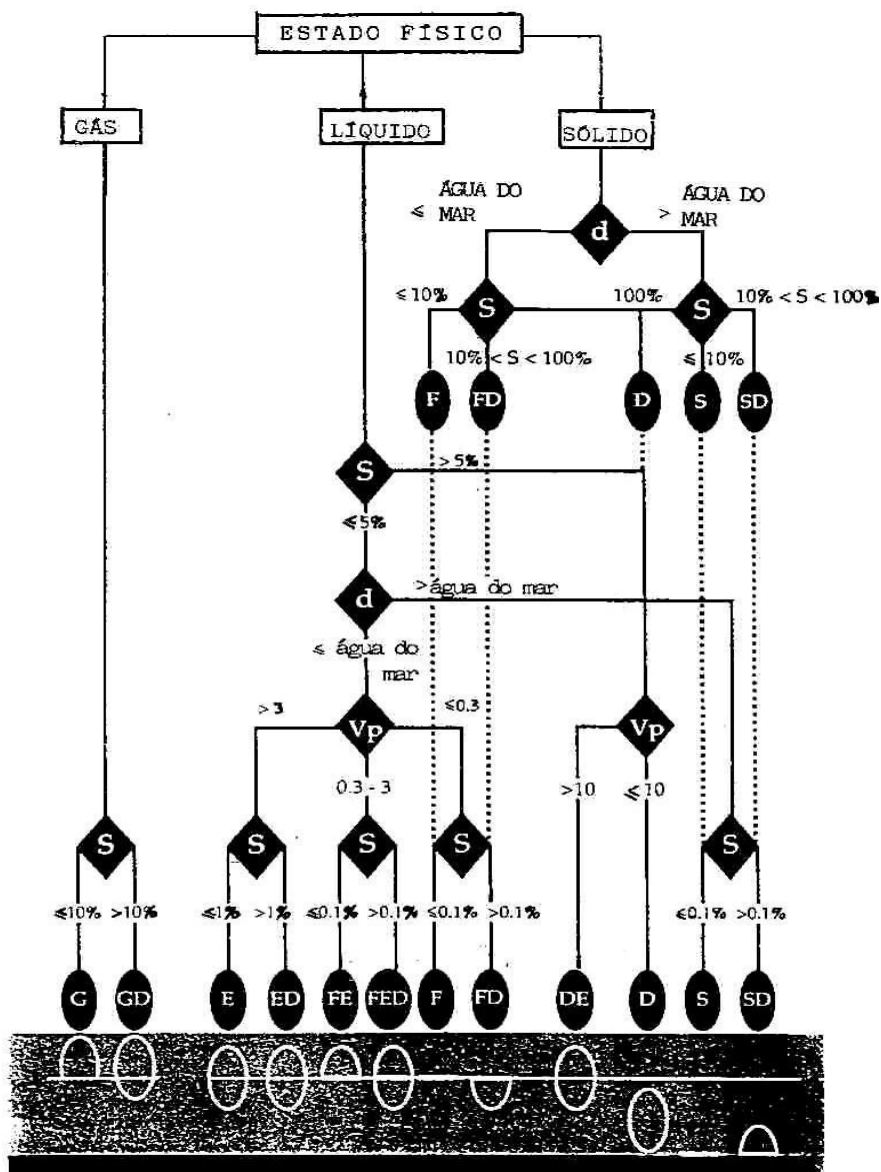 ESTADO FÍSICO
GÁS
LÍQUIDO
SÓLIDO
ÁGUA DO
≤ MAR
> ÁGUA DO
MAR
d
≤10%
S
100%
S
10% < S < 100%
10% < S < 100%
≤ 10%
F
FD
D
S
SD
S
>5%
≤5%
d
>água do mar
≤ água do
mar
>3
Vp
≤0.3
Vp
0.3 - 3
>10
≤10
S
S
S
S
S
≤10%
>10%
≤1%
>1%
≤0.1%
>0.1%
≤0.1%
>0.1%
≤0.1%
>0.1%
G
GD
E
ED
FE
FED
F
FD
DE
D
S
SD